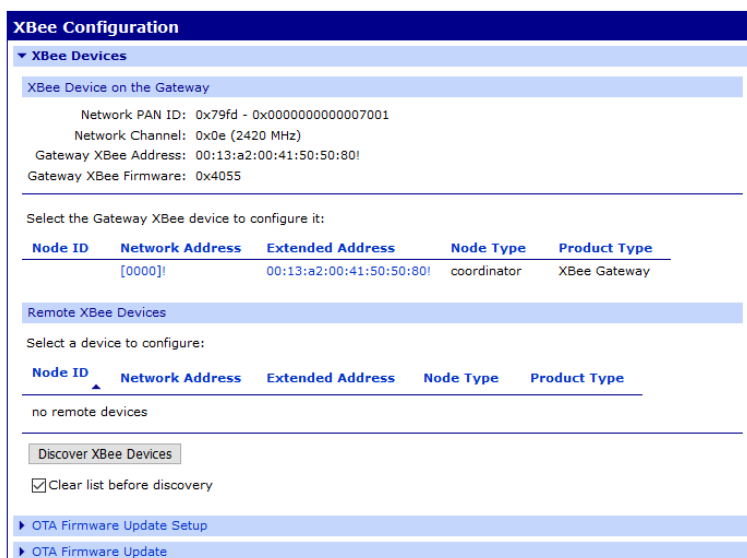 XBee Configuration
XBee Devices
XBee Device on the Gateway
Network PAN ID: 0x79fd - 0x0000000000007001
Network Channel: 0x0e (2420 MHz)
Gateway XBee Address: 00:13:a2:00:41:50:50:80!
Gateway XBee Firmware: 0x4055
Select the Gateway XBee device to configure it:
Node ID Network Address Extended Address Node Type Product Type
[0000]! 00:13:a2:00:41:50:50:80! coordinator XBee Gateway
Remote XBee Devices
Select a device to configure:
Node ID Network Address Extended Address Node Type Product Type
no remote devices
Discover XBee Devices
Clear list before discovery
OTA Firmware Update Setup
OTA Firmware Update